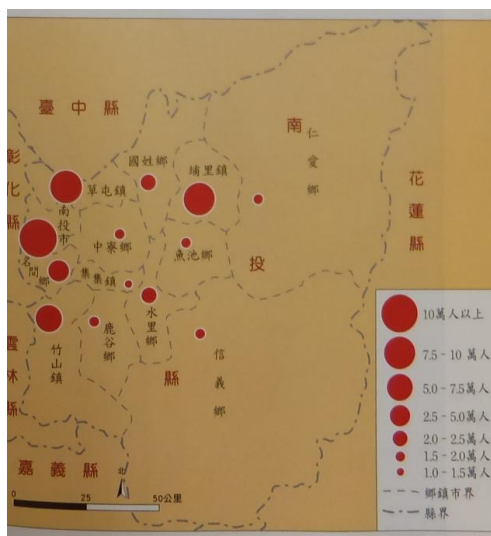 臺中縣
彰化縣
南投縣
花蓮縣
雲林縣
嘉義縣
仁愛鄉
國姓鄉
埔里鎮
草屯鎮
南投市
中寮鄉
魚池鄉
名間鄉
集集鎮
水里鄉
鹿谷鄉
竹山鎮
信義鄉
北
0 25 50公里
10萬人以上
7.5 - 10 萬人
5.0 - 7.5萬人
2.5 - 5.0萬人
2.0 - 2.5萬人
1.5 - 2.0萬人
1.0 - 1.5萬人
鄉鎮市界
縣界